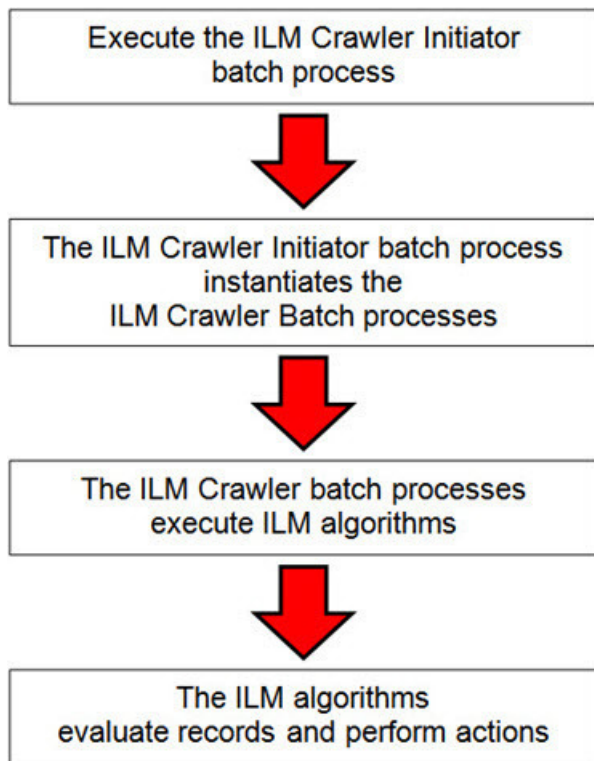 Execute the ILM Crawler Initiator
batch process
The ILM Crawler Initiator batch process
instantiates the
ILM Crawler Batch processes
The ILM Crawler batch processes
execute ILM algorithms
The ILM algorithms
evaluate records and perform actions